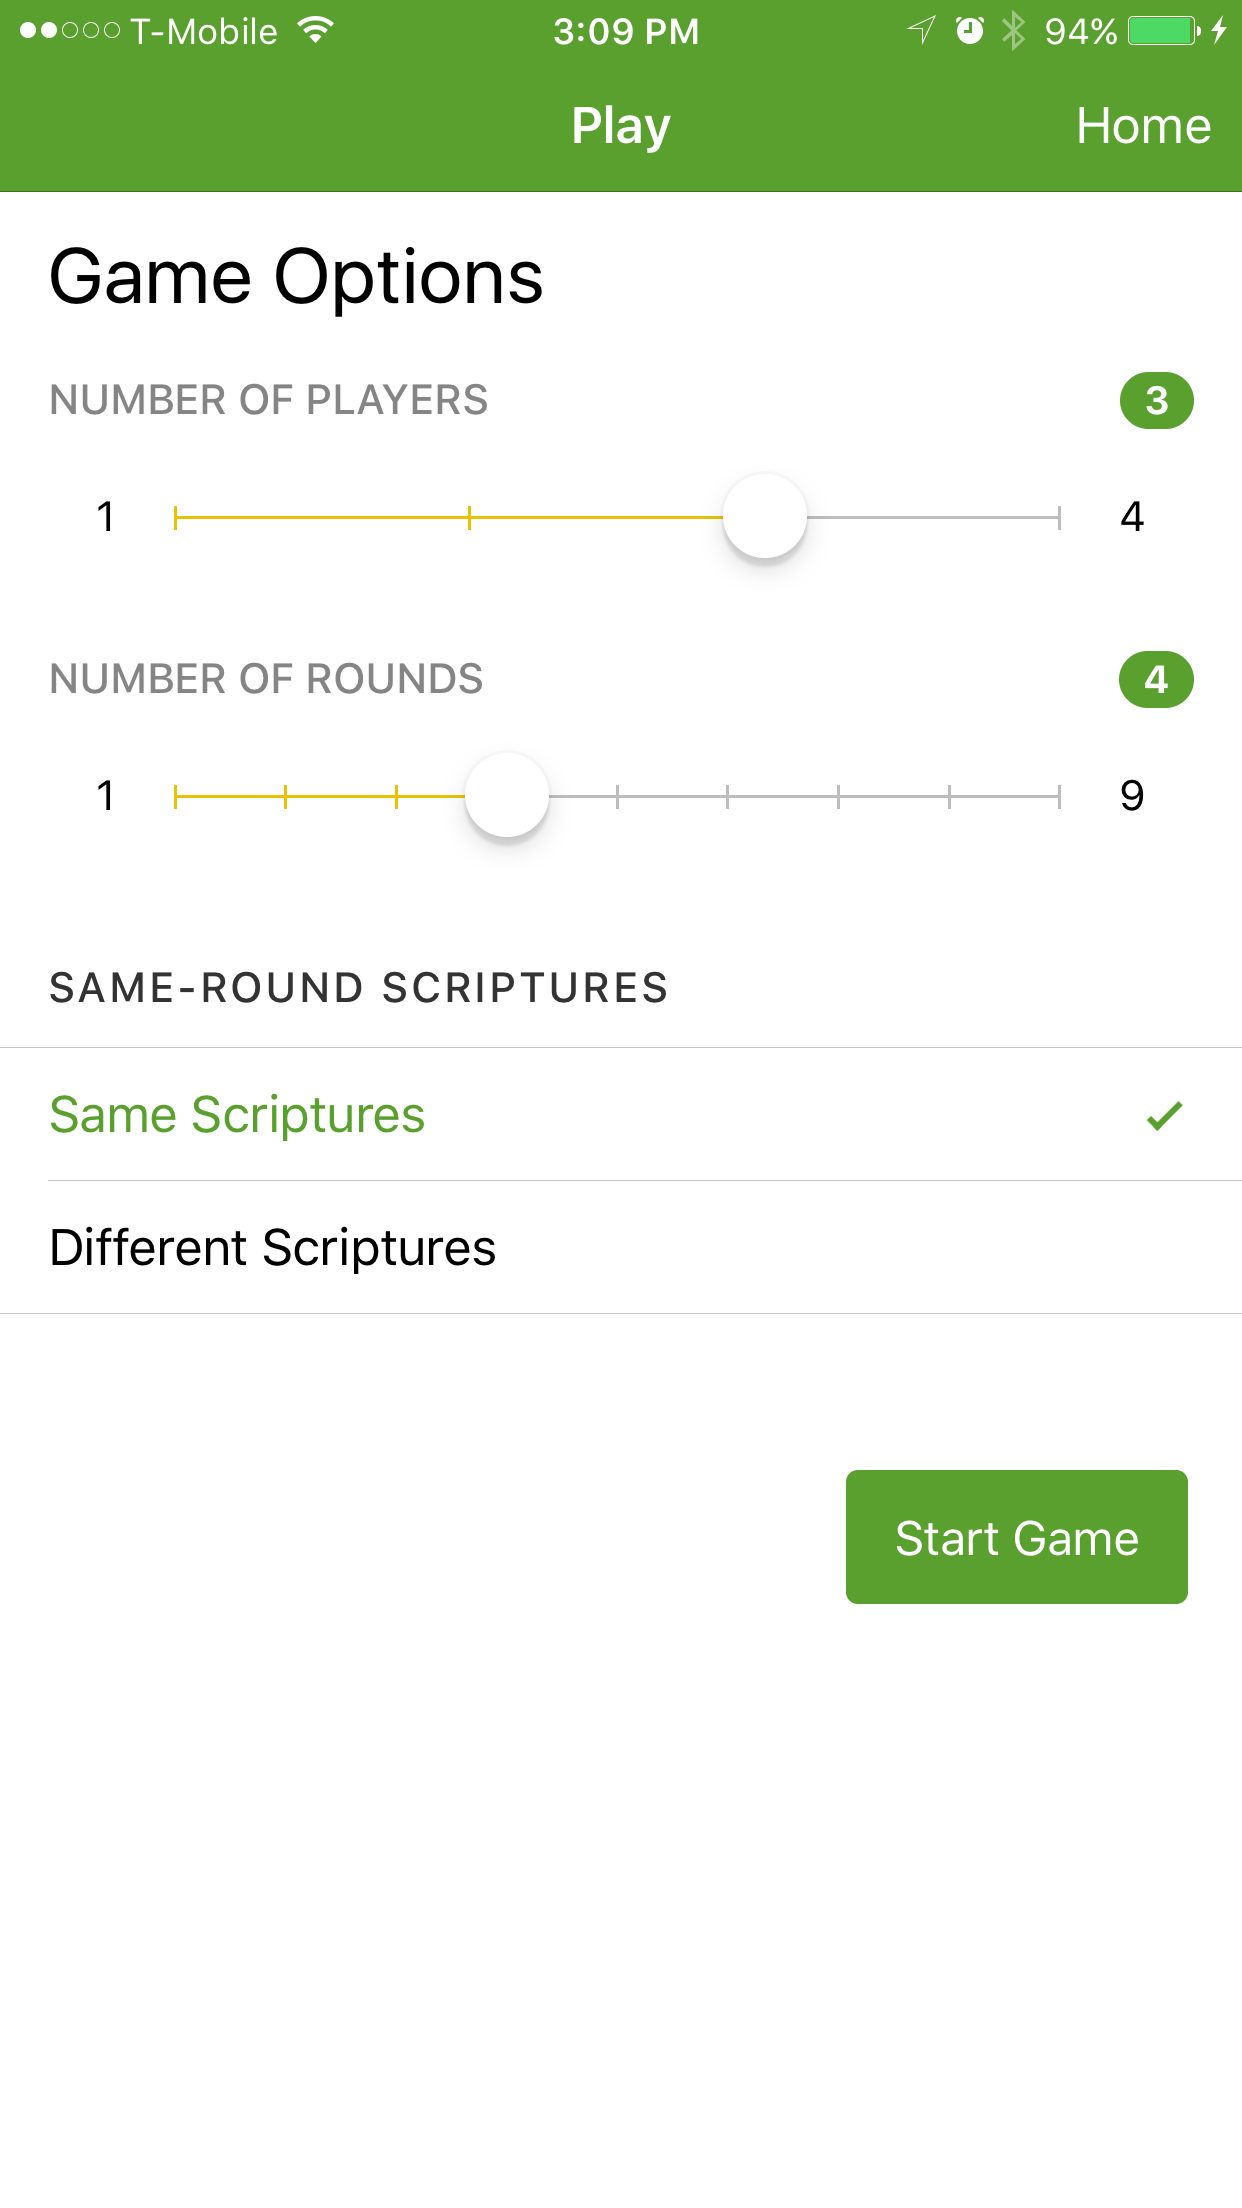 T-Mobile 3:09 PM 94%
Play Home
Game Options
NUMBER OF PLAYERS 3
1 4
NUMBER OF ROUNDS 4
1 9
SAME-ROUND SCRIPTURES
Same Scriptures
Different Scriptures
Start Game